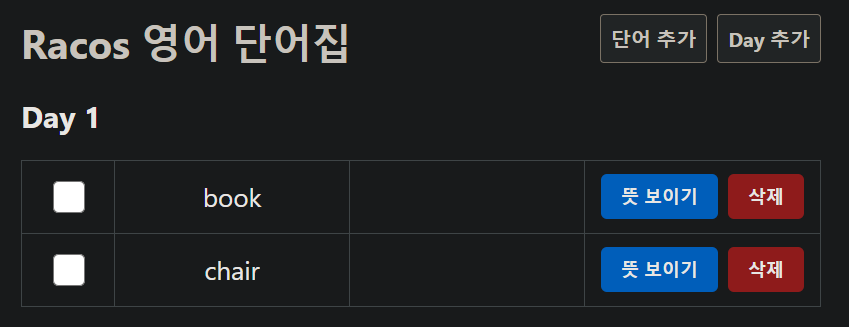 Racos 영어 단어집 단어 추가 Day 추가
Day 1
book 뜻 보이기 삭제
chair 뜻 보이기 삭제